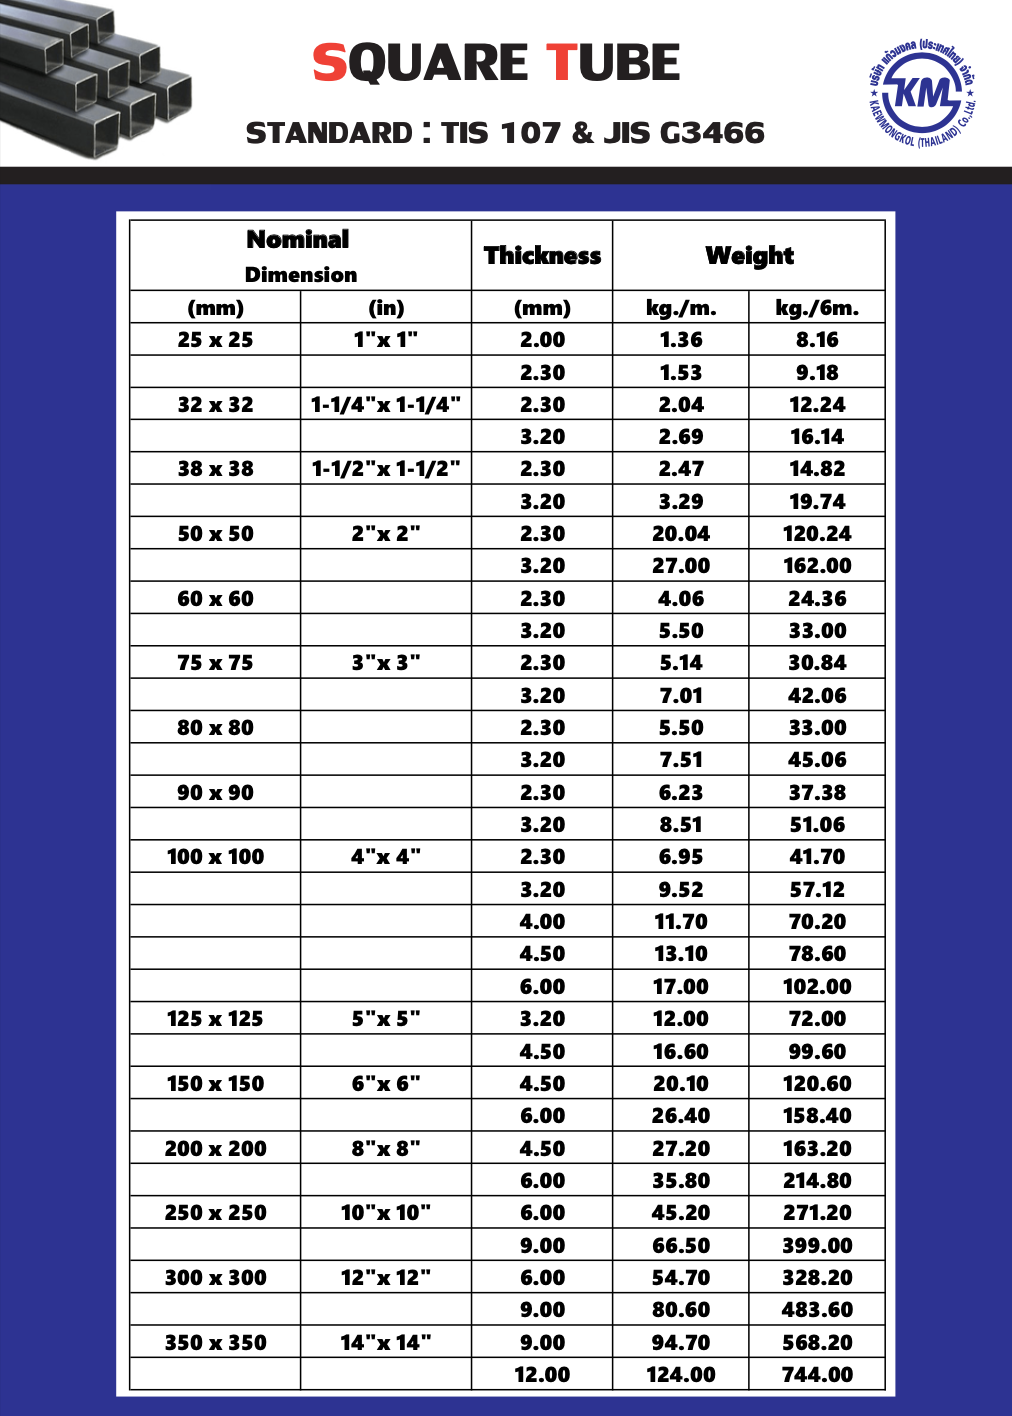 SQUARE TUBE
STANDARD : TIS 107 & JIS G3466
บริษัท แก้วมงคล (ประเทศไทย) จำกัด
KM
KAEWMONGKOL (THAILAND) Co.,Ltd.
Nominal Dimension Thickness Weight
(mm) (in) (mm) kg./m. kg./6m.
25 x 25 1"x 1" 2.00 1.36 8.16
2.30 1.53 9.18
32 x 32 1-1/4"x 1-1/4" 2.30 2.04 12.24
3.20 2.69 16.14
38 x 38 1-1/2"x 1-1/2" 2.30 2.47 14.82
3.20 3.29 19.74
50 x 50 2"x 2" 2.30 20.04 120.24
3.20 27.00 162.00
60 x 60 2.30 4.06 24.36
3.20 5.50 33.00
75 x 75 3"x 3" 2.30 5.14 30.84
3.20 7.01 42.06
80 x 80 2.30 5.50 33.00
3.20 7.51 45.06
90 x 90 2.30 6.23 37.38
3.20 8.51 51.06
100 x 100 4"x 4" 2.30 6.95 41.70
3.20 9.52 57.12
4.00 11.70 70.20
4.50 13.10 78.60
6.00 17.00 102.00
125 x 125 5"x 5" 3.20 12.00 72.00
4.50 16.60 99.60
150 x 150 6"x 6" 4.50 20.10 120.60
6.00 26.40 158.40
200 x 200 8"x 8" 4.50 27.20 163.20
6.00 35.80 214.80
250 x 250 10"x 10" 6.00 45.20 271.20
9.00 66.50 399.00
300 x 300 12"x 12" 6.00 54.70 328.20
9.00 80.60 483.60
350 x 350 14"x 14" 9.00 94.70 568.20
12.00 124.00 744.00